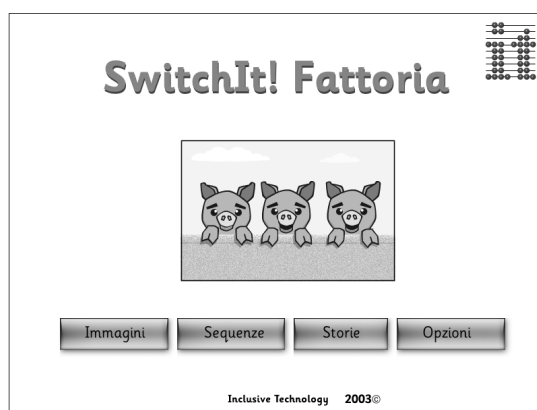 SwitchIt! Fattoria
Immagini Sequenze Storie Opzioni
Inclusive Technology 2003©